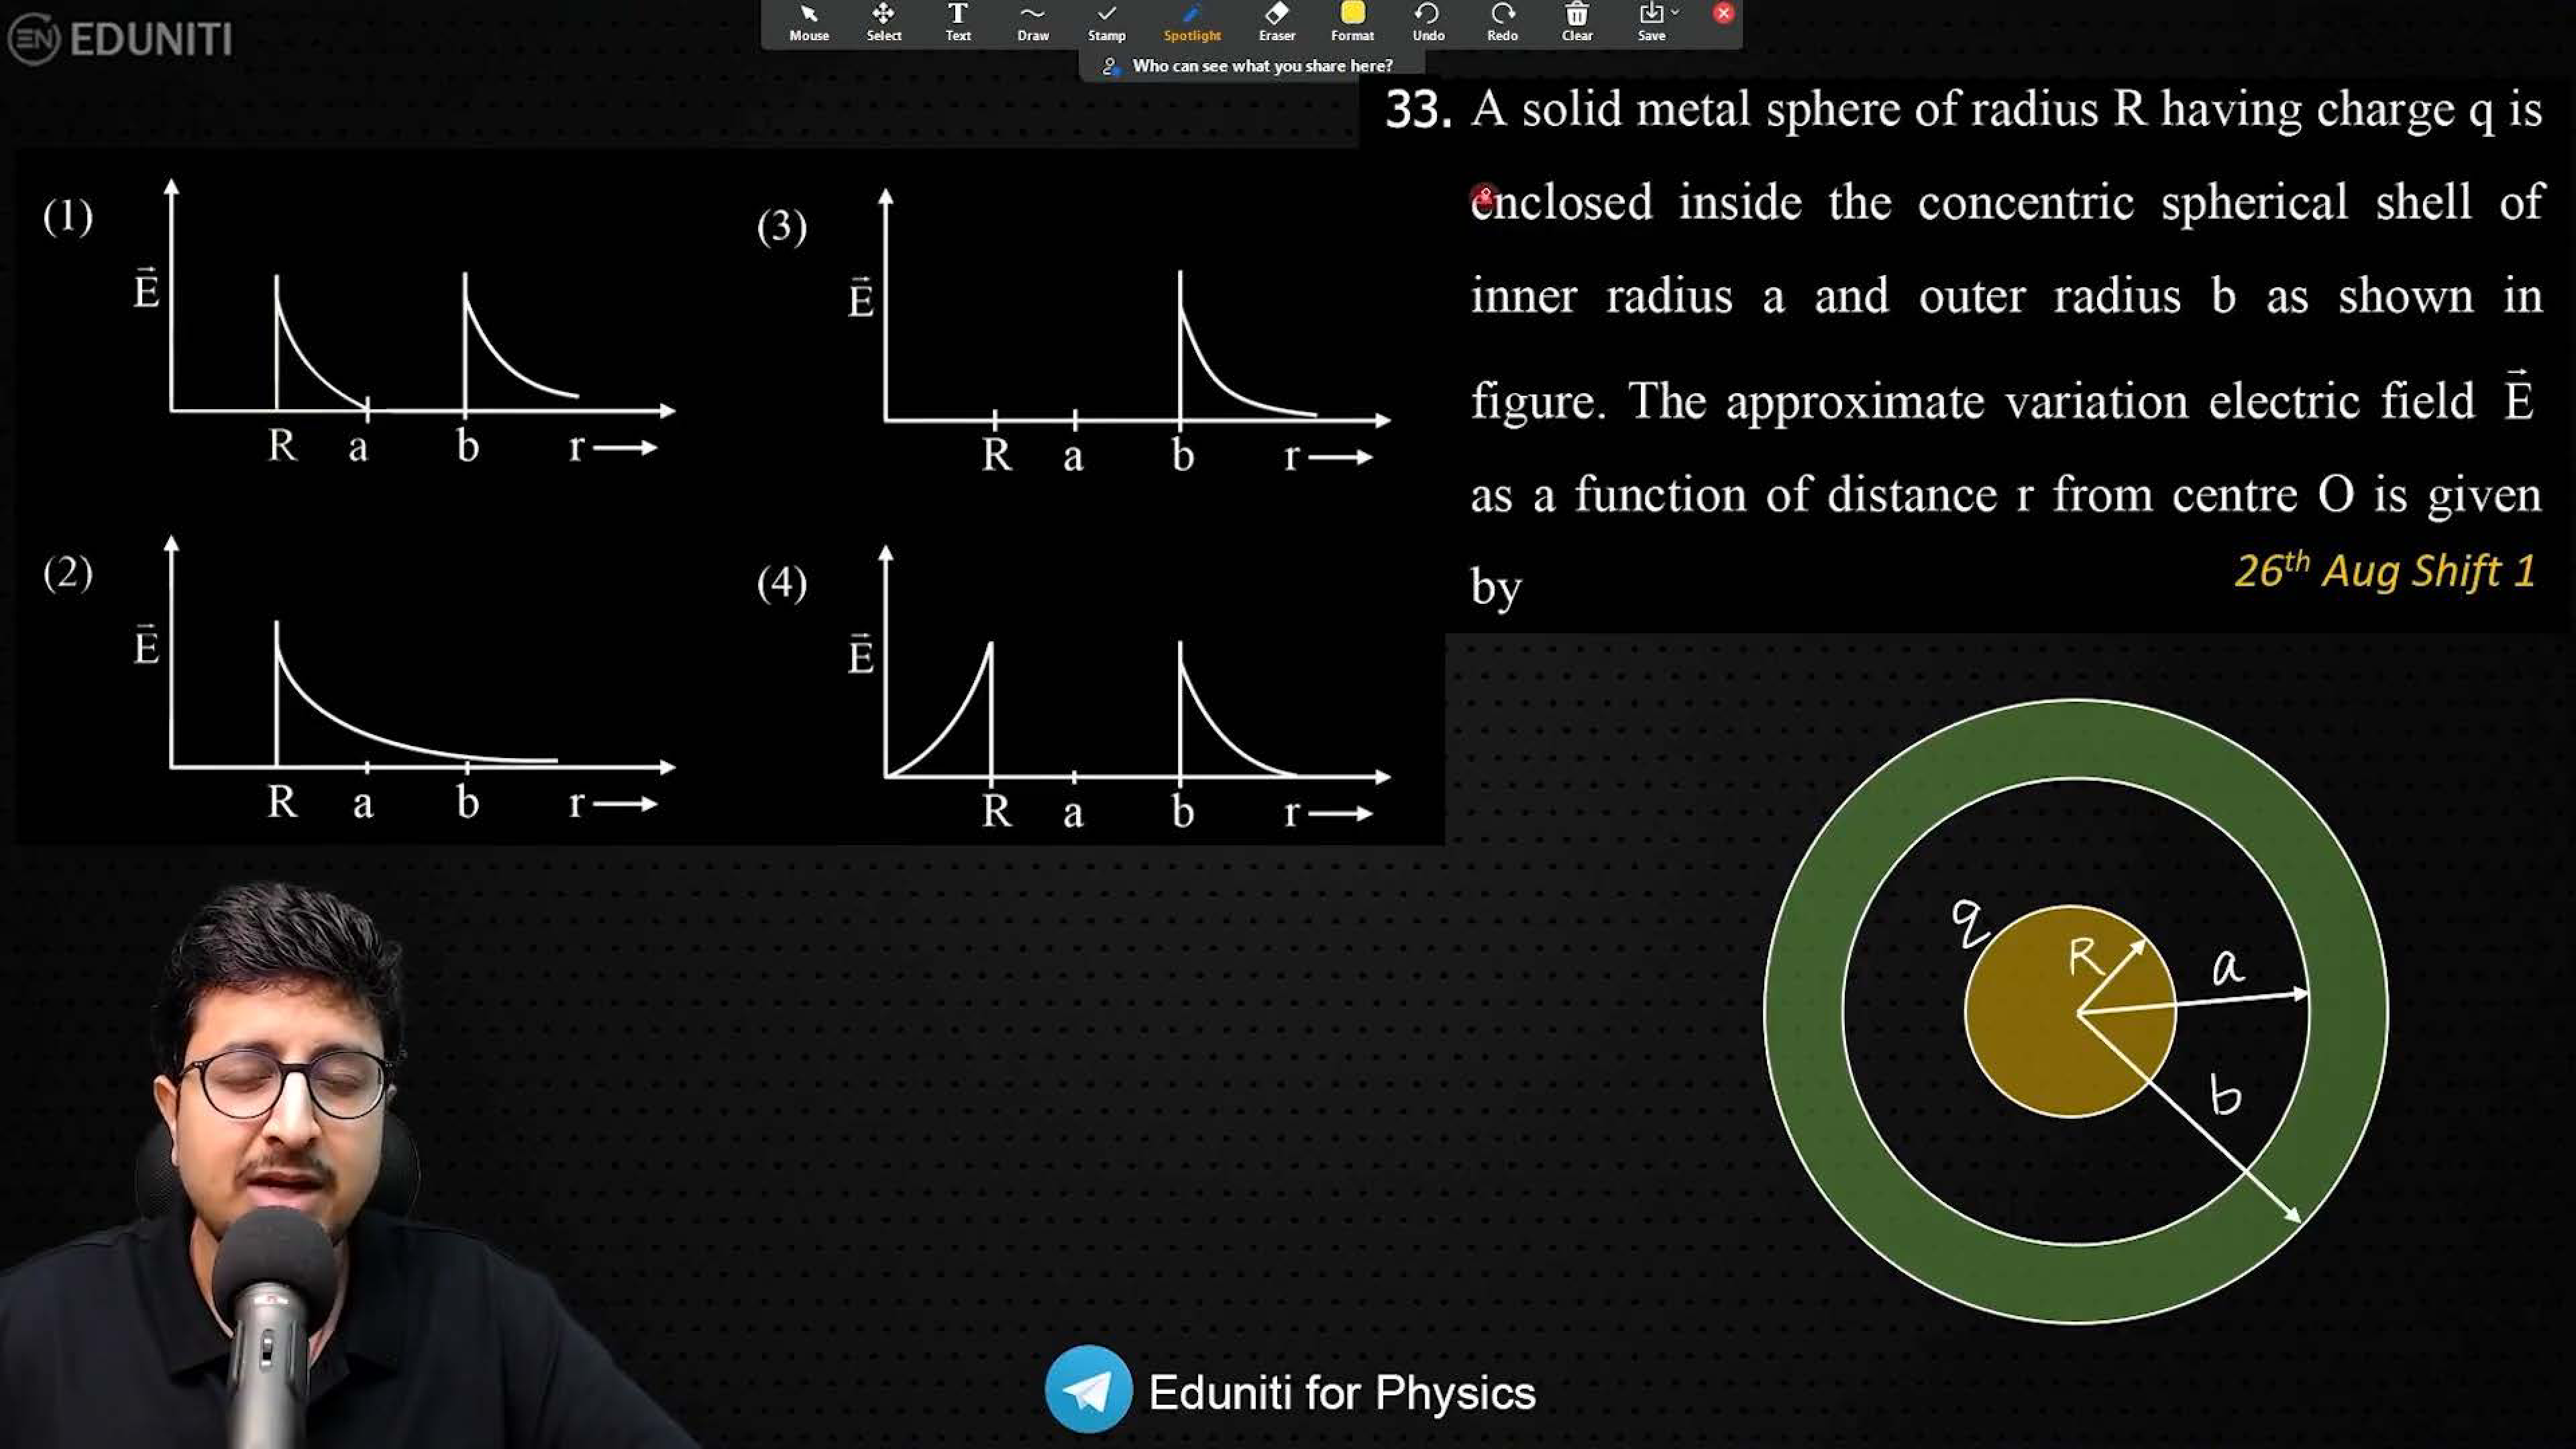 EN EDUNITI
Mouse Select Text Draw Stamp Spotlight Eraser Format Undo Redo Clear Save
Who can see what you share here?
33. A solid metal sphere of radius R having charge q is
enclosed inside the concentric spherical shell of
inner radius a and outer radius b as shown in
figure. The approximate variation electric field E⃗
as a function of distance r from centre O is given
by
26th Aug Shift 1
(1)
E⃗
R a b r→
(3)
E⃗
R a b r→
(2)
E⃗
R a b r→
(4)
E⃗
R a b r→
q
R
a
b
Eduniti for Physics